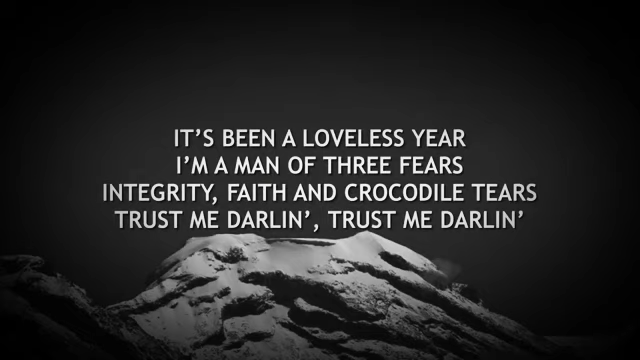 IT'S BEEN A LOVELESS YEAR
I'M A MAN OF THREE FEARS
INTEGRITY, FAITH AND CROCODILE TEARS
TRUST ME DARLIN', TRUST ME DARLIN'